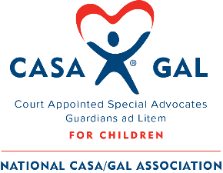 CASA ® GAL
Court Appointed Special Advocates
Guardians ad Litem
FOR CHILDREN
NATIONAL CASA/GAL ASSOCIATION